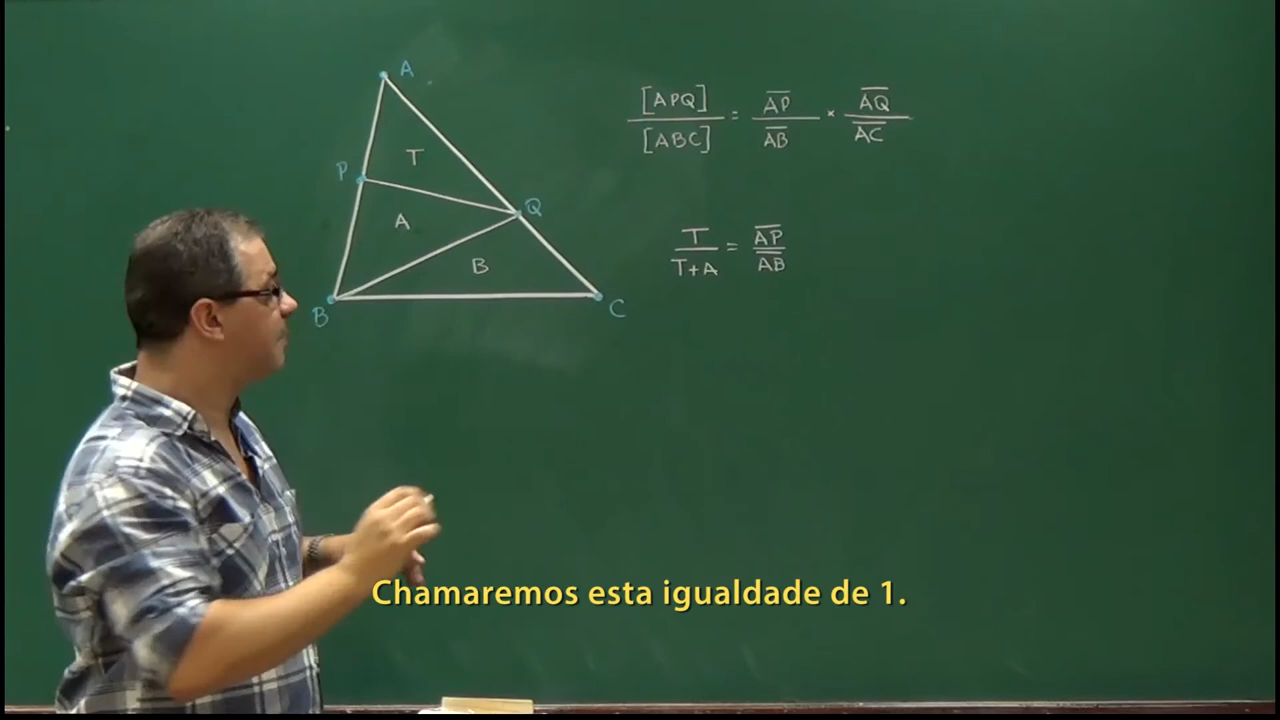 A
P
T
Q
A
B
B
C
[APQ] / [ABC] = AP̅ / AB̅ × AQ̅ / AC̅
T / T+A = AP̅ / AB̅
Chamaremos esta igualdade de 1.